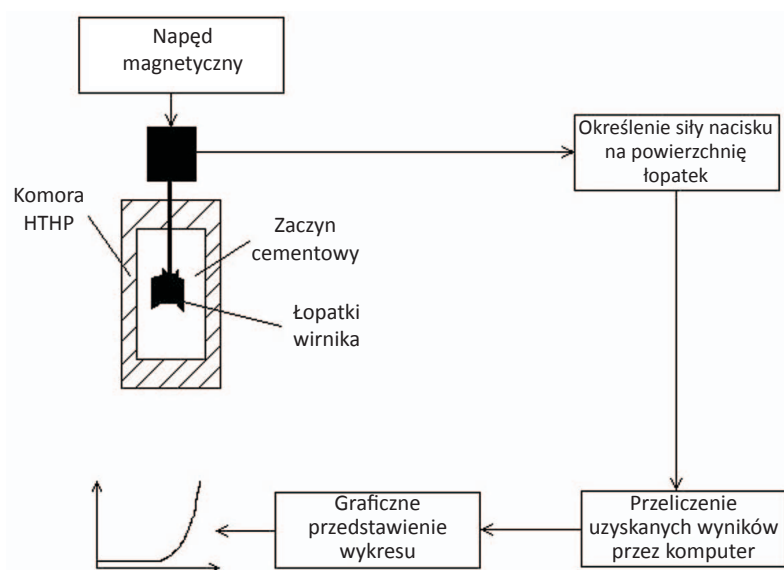 Napęd
magnetyczny
Określenie siły nacisku
na powierzchnię
łopatek
Komora
HTHP
Zaczyn
cementowy
Łopatki
wirnika
Graficzne
przedstawienie
wykresu
Przeliczenie
uzyskanych wyników
przez komputer